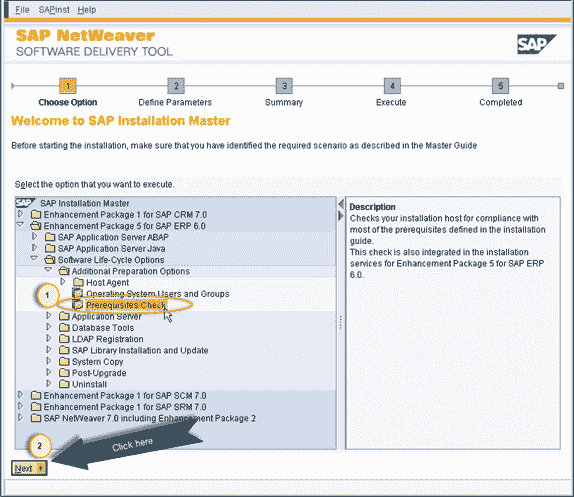 File SAPinst Help
SAP NetWeaver
SOFTWARE DELIVERY TOOL
SAP
1 2 3 4 5
Choose Option Define Parameters Summary Execute Completed
Welcome to SAP Installation Master
Before starting the installation, make sure that you have identified the required scenario as described in the Master Guide
Select the option that you want to execute.
SAP SAP Installation Master
Enhancement Package 1 for SAP CRM 7.0
Enhancement Package 5 for SAP ERP 6.0
SAP Application Server ABAP
SAP Application Server Java
Software Life-Cycle Options
Additional Preparation Options
Host Agent
Operating System Users and Groups
1
Prerequisites Check
Application Server
Database Tools
LDAP Registration
SAP Library Installation and Update
System Copy
Post-Upgrade
Uninstall
Enhancement Package 1 for SAP SCM 7.0
Enhancement Package 1 for SAP SRM 7.0
SAP NetWeaver 7.0 including Enhancement Package 2
Description
Checks your installation host for compliance with
most of the prerequisites defined in the installation
guide.
This check is also integrated in the installation
services for Enhancement Package 5 for SAP ERP
6.0.
2
Click here
Next